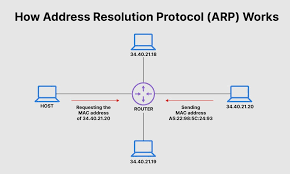 How Address Resolution Protocol (ARP) Works
34.40.21.18
HOST
Requesting the
MAC address
of 34.40.21.20
ROUTER
Sending
MAC address
A5:22:98:5C:24:93
34.40.21.20
34.40.21.19